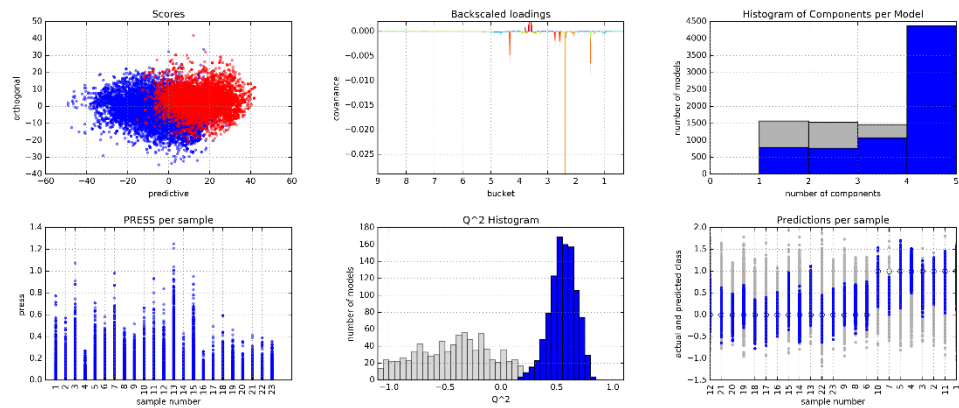 Scores
orthogonal
50
40
30
20
10
0
−10
−20
−30
−40
−60 −40 −20 0 20 40 60
predictive
Backscaled loadings
covariance
0.000
−0.005
−0.010
−0.015
−0.020
−0.025
9 8 7 6 5 4 3 2 1
bucket
Histogram of Components per Model
number of models
4500
4000
3500
3000
2500
2000
1500
1000
500
0
0 1 2 3 4 5
number of components
PRESS per sample
press
1.4
1.2
1.0
0.8
0.6
0.4
0.2
0.0
1 2 3 4 5 6 7 8 9 10 11 12 13 14 15 16 17 18 19 20 21 22 23
sample number
Q^2 Histogram
number of models
180
160
140
120
100
80
60
40
20
0
−1.0 −0.5 0.0 0.5 1.0
Q^2
Predictions per sample
actual and predicted class
2.0
1.5
1.0
0.5
0.0
−0.5
−1.0
−1.5
12 21 20 19 18 17 16 15 14 13 22 23 9 8 6 10 7 5 4 3 2 11 1
sample number